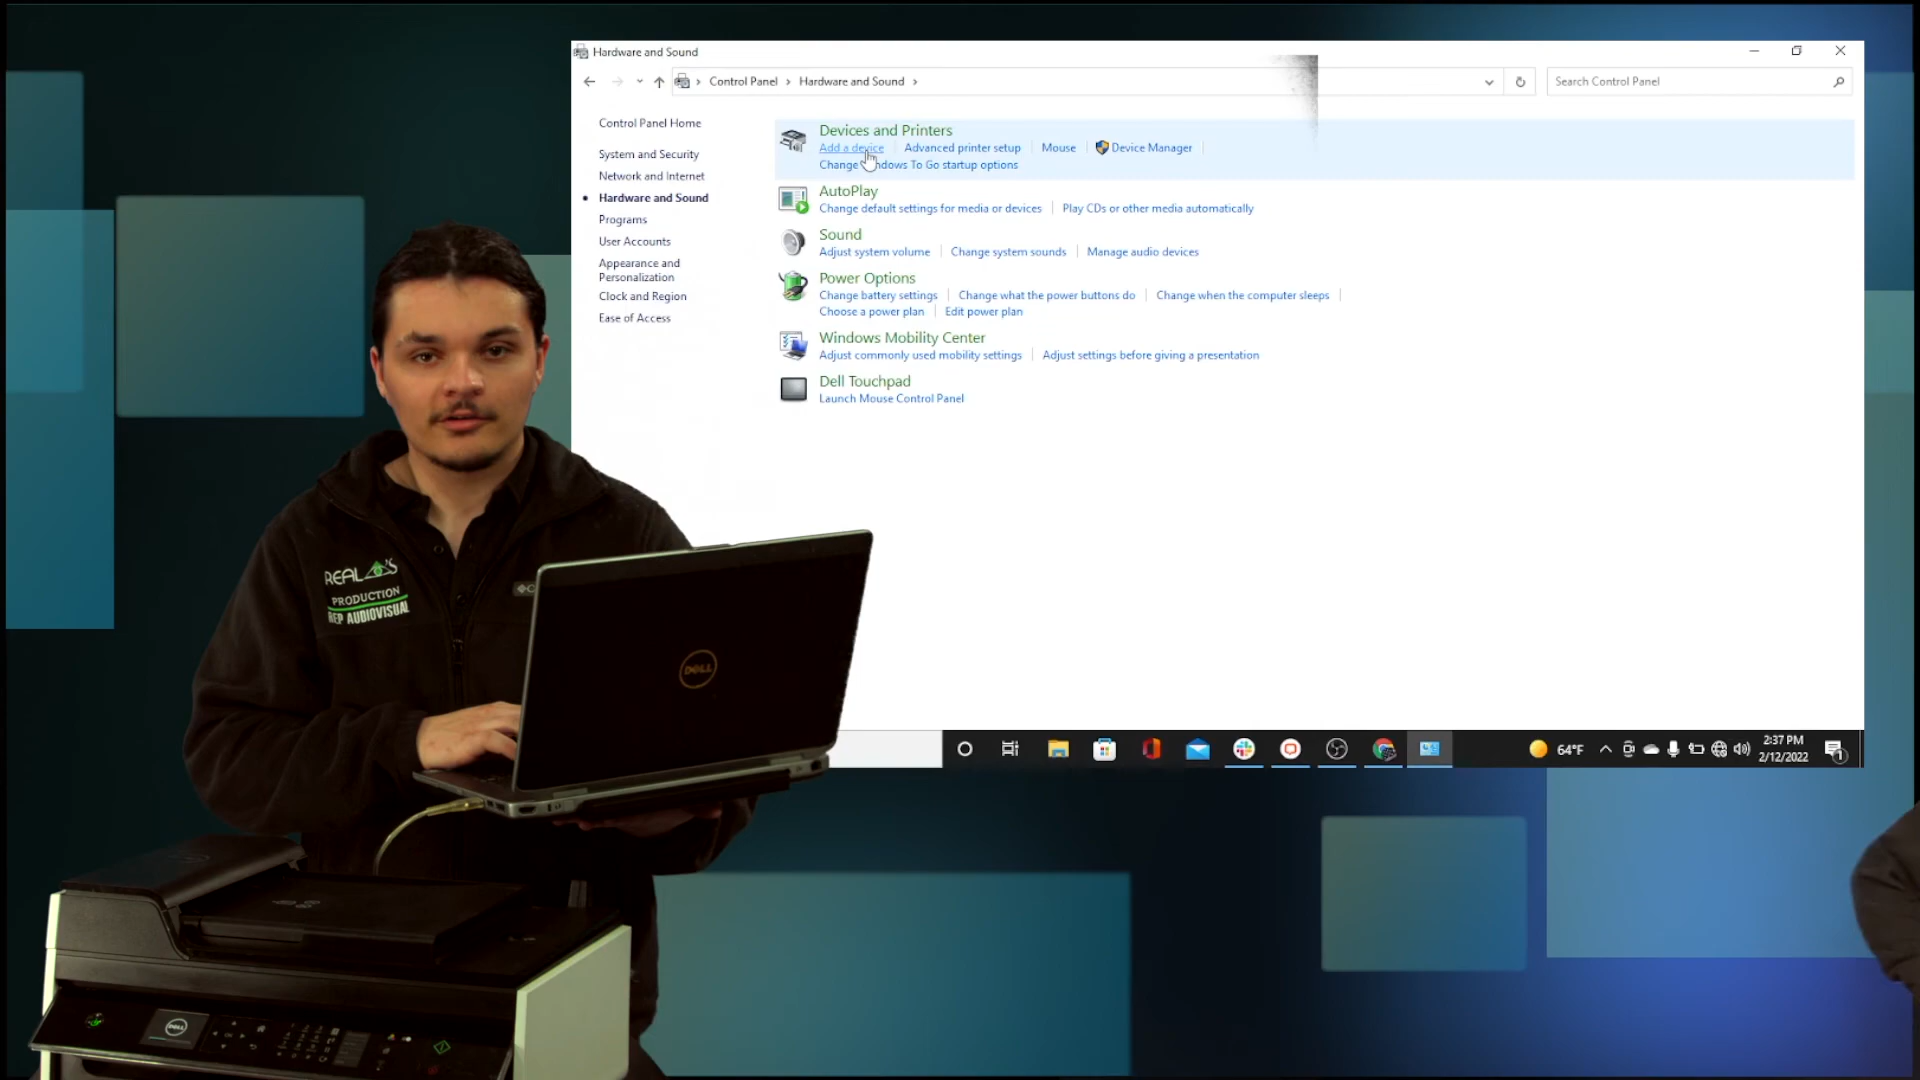 Hardware and Sound
Control Panel
Hardware and Sound
Search Control Panel
Control Panel Home
System and Security
Network and Internet
Hardware and Sound
Programs
User Accounts
Appearance and
Personalization
Clock and Region
Ease of Access
Devices and Printers
Add a device
Advanced printer setup
Mouse
Device Manager
Windows To Go startup options
AutoPlay
Change default settings for media or devices
Play CDs or other media automatically
Sound
Adjust system volume
Change system sounds
Manage audio devices
Power Options
Change battery settings
Change what the power buttons do
Change when the computer sleeps
Choose a power plan
Edit power plan
Windows Mobility Center
Adjust commonly used mobility settings
Adjust settings before giving a presentation
Dell Touchpad
Launch Mouse Control Panel
64°F
2:37 PM
2/12/2022
1
PRODUCTION
REP AUDIOVISUAL
DELL
DELL